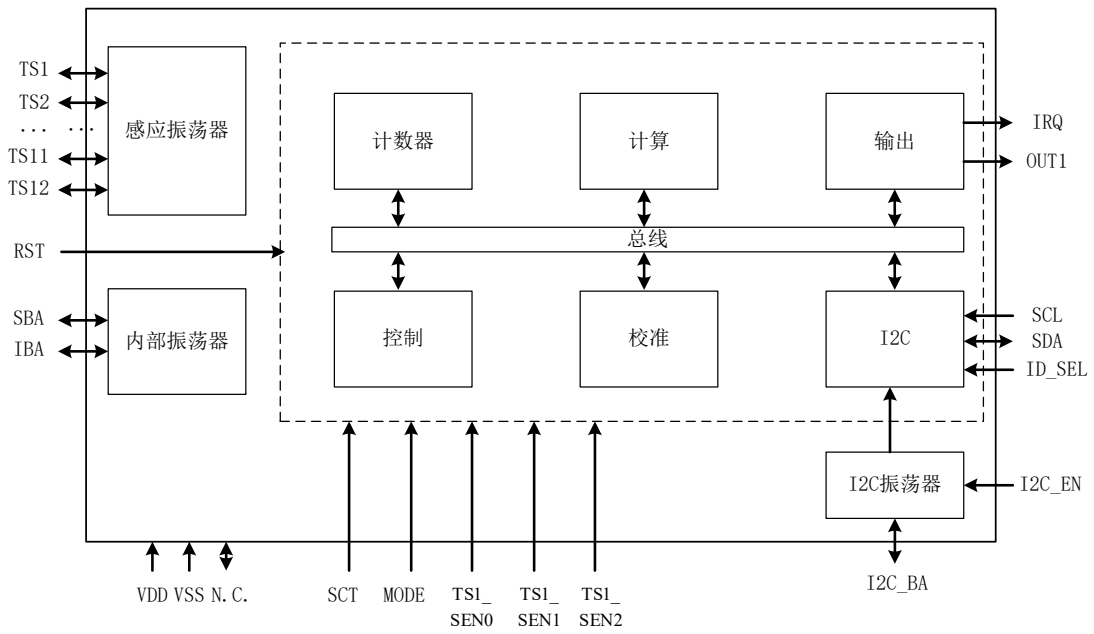 TS1
TS2
... ...
TS11
TS12
感应振荡器
计数器
计算
输出
IRQ
OUT1
RST
总线
SBA
IBA
内部振荡器
控制
校准
I2C
SCL
SDA
ID_SEL
I2C振荡器
I2C_EN
VDD
VSS
N.C.
SCT
MODE
TS1_
SEN0
TS1_
SEN1
TS1_
SEN2
I2C_BA